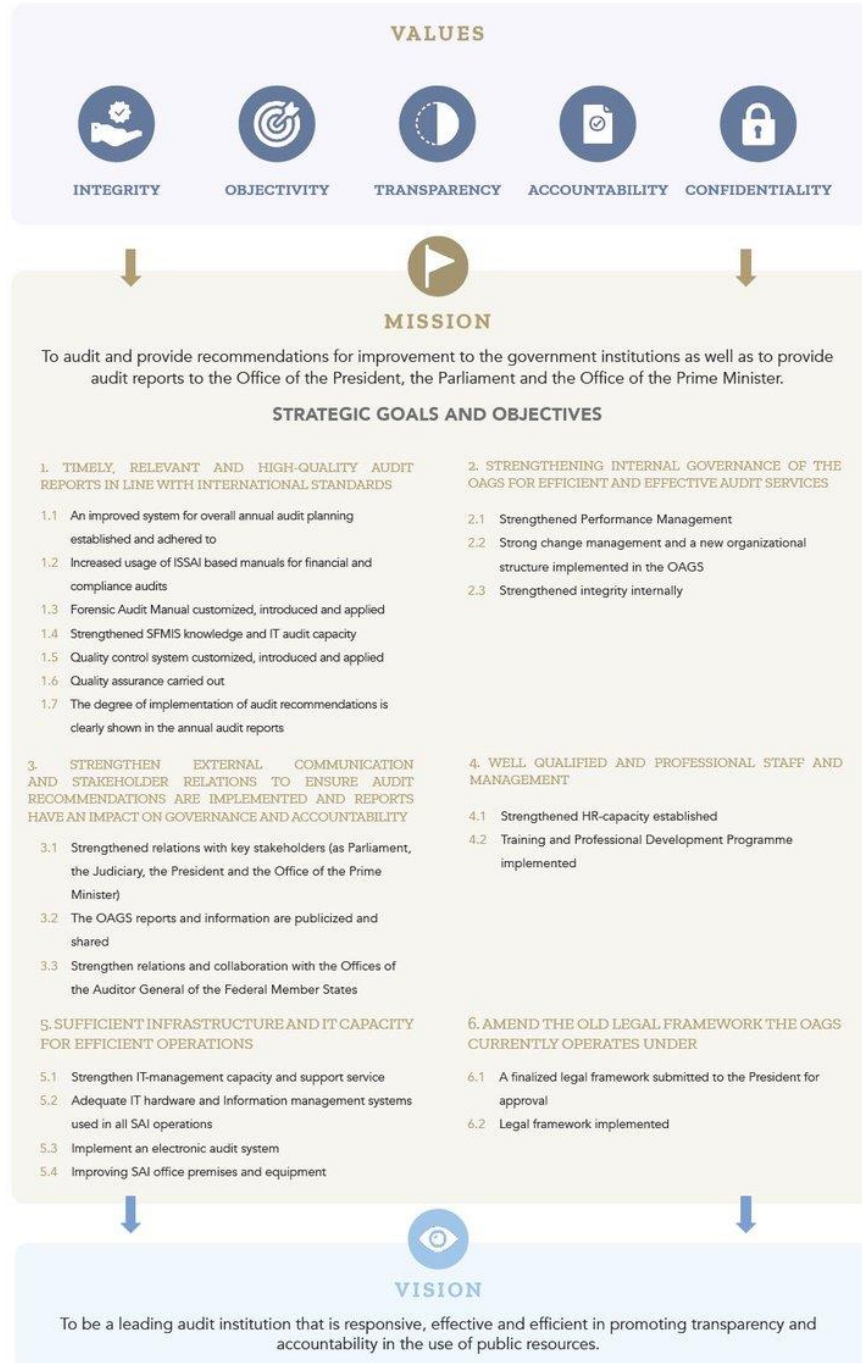 VALUES
INTEGRITY
OBJECTIVITY
TRANSPARENCY
ACCOUNTABILITY
CONFIDENTIALITY
MISSION
To audit and provide recommendations for improvement to the government institutions as well as to provide
audit reports to the Office of the President, the Parliament and the Office of the Prime Minister.
STRATEGIC GOALS AND OBJECTIVES
1. TIMELY, RELEVANT AND HIGH-QUALITY AUDIT
REPORTS IN LINE WITH INTERNATIONAL STANDARDS
1.1 An improved system for overall annual audit planning
established and adhered to
1.2 Increased usage of ISSAI based manuals for financial and
compliance audits
1.3 Forensic Audit Manual customized, introduced and applied
1.4 Strengthened SFMIS knowledge and IT audit capacity
1.5 Quality control system customized, introduced and applied
1.6 Quality assurance carried out
1.7 The degree of implementation of audit recommendations is
clearly shown in the annual audit reports
2. STRENGTHENING INTERNAL GOVERNANCE OF THE
OAGS FOR EFFICIENT AND EFFECTIVE AUDIT SERVICES
2.1 Strengthened Performance Management
2.2 Strong change management and a new organizational
structure implemented in the OAGS
2.3 Strengthened integrity internally
3. STRENGTHEN EXTERNAL COMMUNICATION
AND STAKEHOLDER RELATIONS TO ENSURE AUDIT
RECOMMENDATIONS ARE IMPLEMENTED AND REPORTS
HAVE AN IMPACT ON GOVERNANCE AND ACCOUNTABILITY
3.1 Strengthened relations with key stakeholders (as Parliament,
the Judiciary, the President and the Office of the Prime
Minister)
3.2 The OAGS reports and information are publicized and
shared
3.3 Strengthen relations and collaboration with the Offices of
the Auditor General of the Federal Member States
4. WELL QUALIFIED AND PROFESSIONAL STAFF AND
MANAGEMENT
4.1 Strengthened HR-capacity established
4.2 Training and Professional Development Programme
implemented
5. SUFFICIENT INFRASTRUCTURE AND IT CAPACITY
FOR EFFICIENT OPERATIONS
5.1 Strengthen IT-management capacity and support service
5.2 Adequate IT hardware and Information management systems
used in all SAI operations
5.3 Implement an electronic audit system
5.4 Improving SAI office premises and equipment
6. AMEND THE OLD LEGAL FRAMEWORK THE OAGS
CURRENTLY OPERATES UNDER
6.1 A finalized legal framework submitted to the President for
approval
6.2 Legal framework implemented
VISION
To be a leading audit institution that is responsive, effective and efficient in promoting transparency and
accountability in the use of public resources.